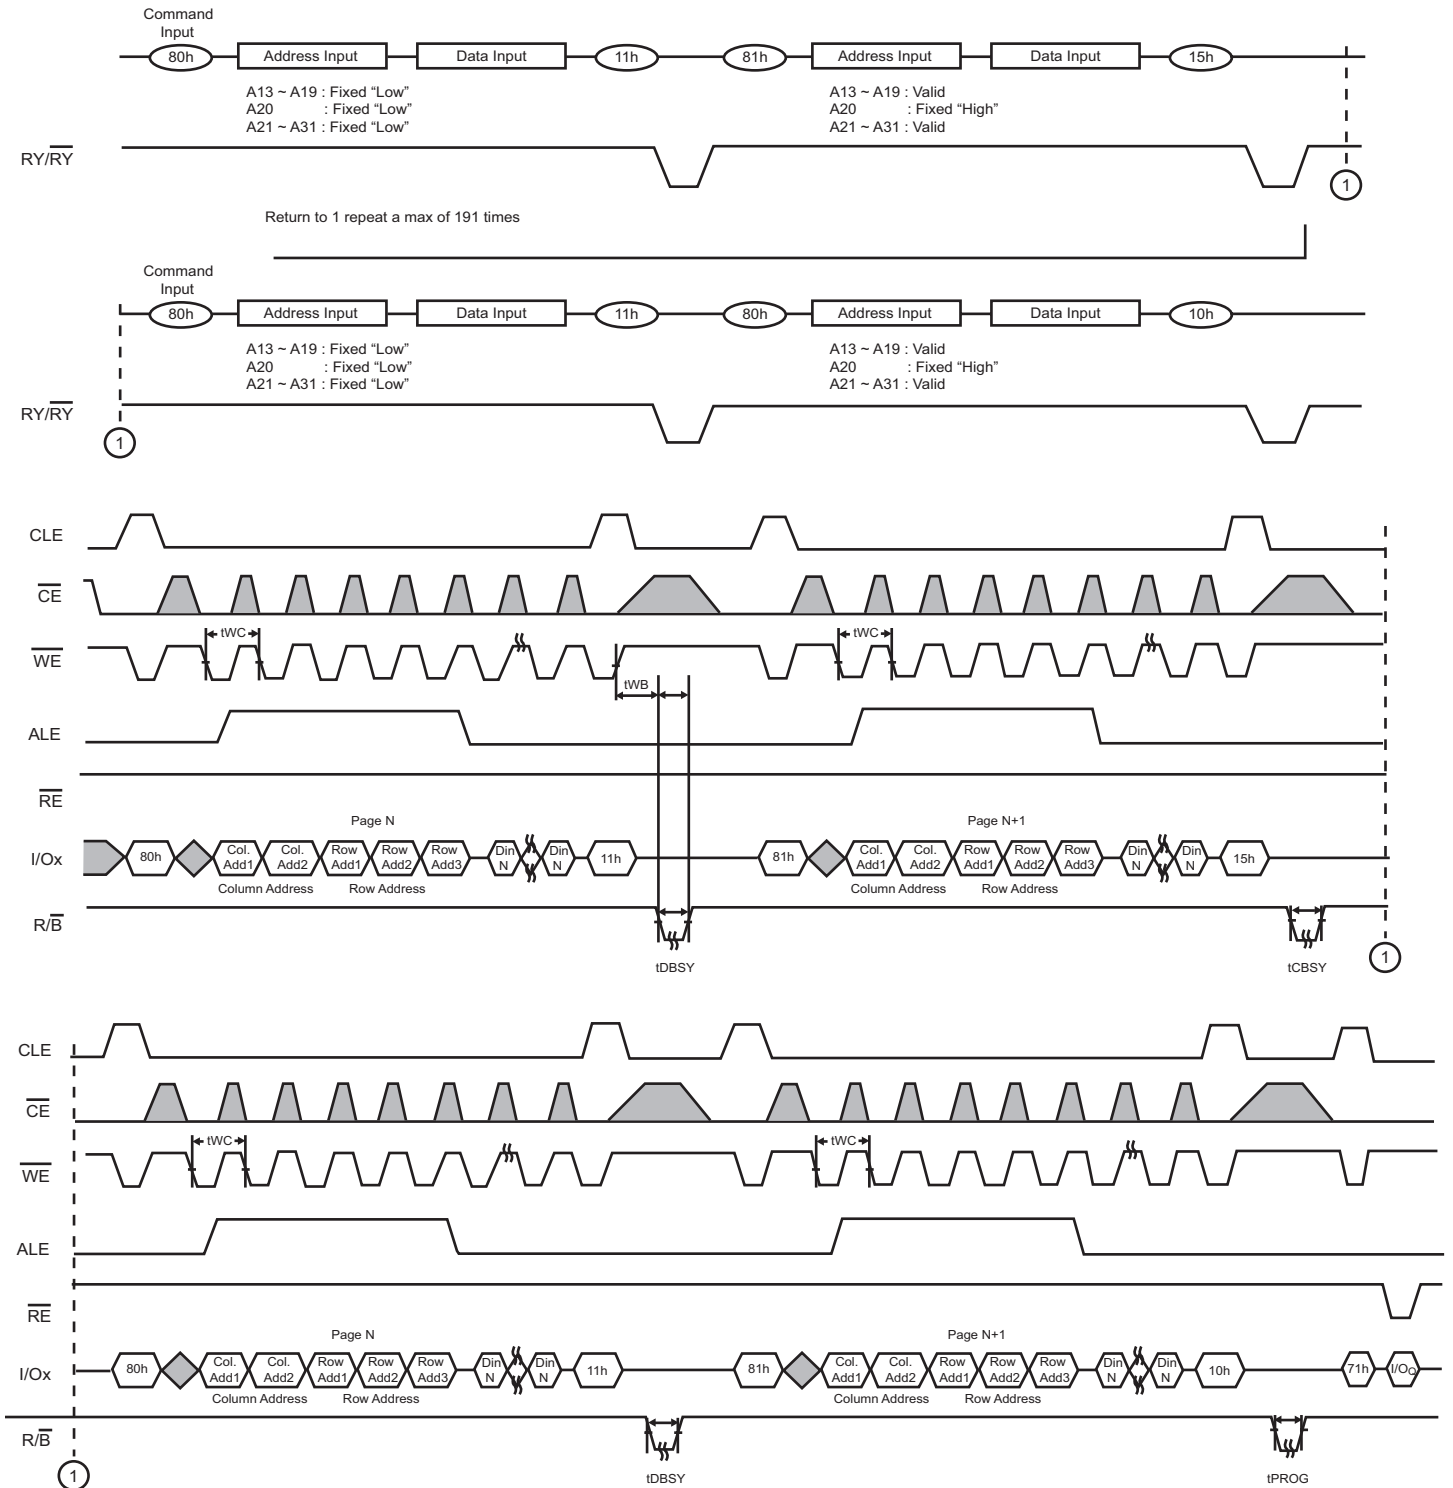 Command
Input
80h Address Input Data Input 11h 81h Address Input Data Input 15h
A13 ~ A19 : Fixed “Low” A13 ~ A19 : Valid
A20 : Fixed “Low” A20 : Fixed “High”
A21 ~ A31 : Fixed “Low” A21 ~ A31 : Valid
RY/RY
1
Return to 1 repeat a max of 191 times
Command
Input
80h Address Input Data Input 11h 80h Address Input Data Input 10h
A13 ~ A19 : Fixed “Low” A13 ~ A19 : Valid
A20 : Fixed “Low” A20 : Fixed “High”
A21 ~ A31 : Fixed “Low” A21 ~ A31 : Valid
RY/RY
1
CLE
CE
tWC tWC
WE
tWB
ALE
RE
Page N Page N+1
I/Ox 80h Col. Add1 Col. Add2 Row Add1 Row Add2 Row Add3 Din N Din N 11h 81h Col. Add1 Col. Add2 Row Add1 Row Add2 Row Add3 Din N Din N 15h
Column Address Row Address Column Address Row Address
R/B
1
tDBSY tCBSY
CLE
CE
tWC tWC
WE
ALE
RE
Page N Page N+1
I/Ox 80h Col. Add1 Col. Add2 Row Add1 Row Add2 Row Add3 Din N Din N 11h 81h Col. Add1 Col. Add2 Row Add1 Row Add2 Row Add3 Din N Din N 10h 71h I/OQ
Column Address Row Address Column Address Row Address
R/B
1
tDBSY tPROG